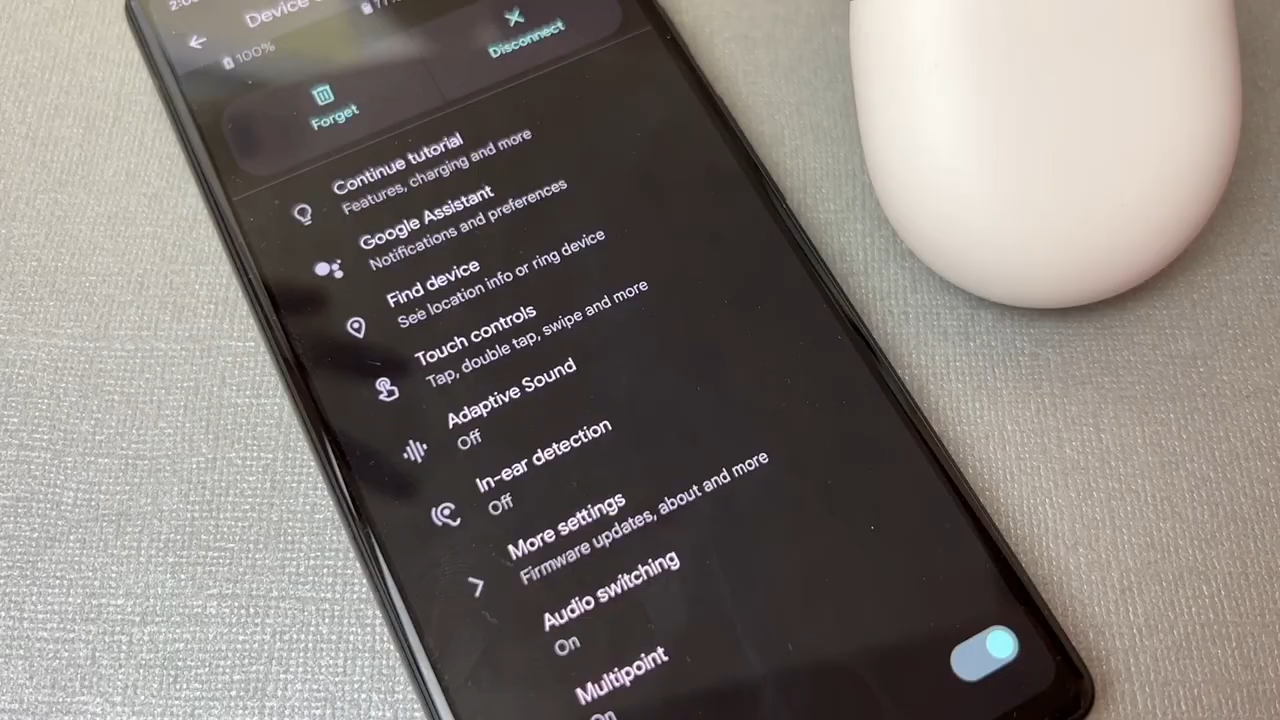 Device
100%
Forget
Disconnect
Continue tutorial
Features, charging and more
Google Assistant
Notifications and preferences
Find device
See location info or ring device
Touch controls
Tap, double tap, swipe and more
Adaptive Sound
Off
In-ear detection
Off
More settings
Firmware updates, about and more
Audio switching
On
Multipoint
On